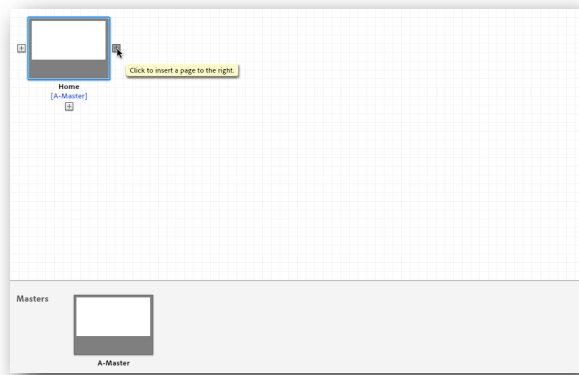 Click to insert a page to the right.
Home
[A-Master]
Masters
A-Master